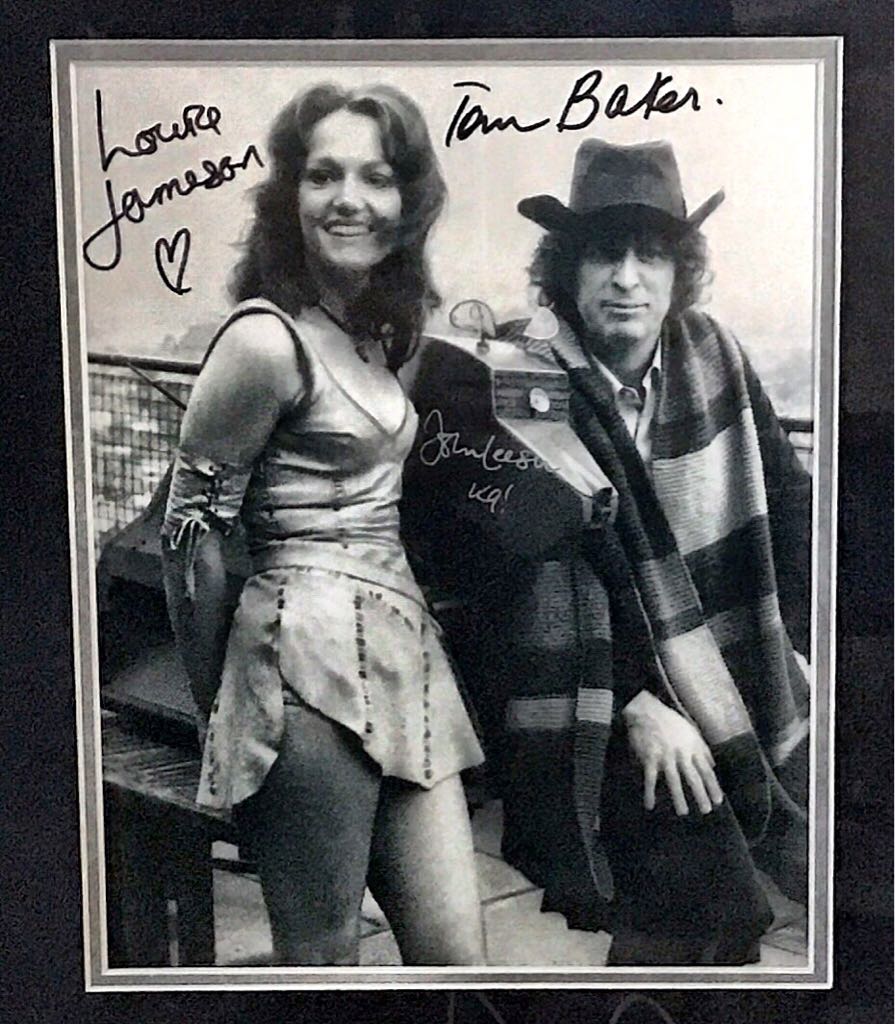 Louise
Jameson
Tom Baker.
John Leeson
K9!